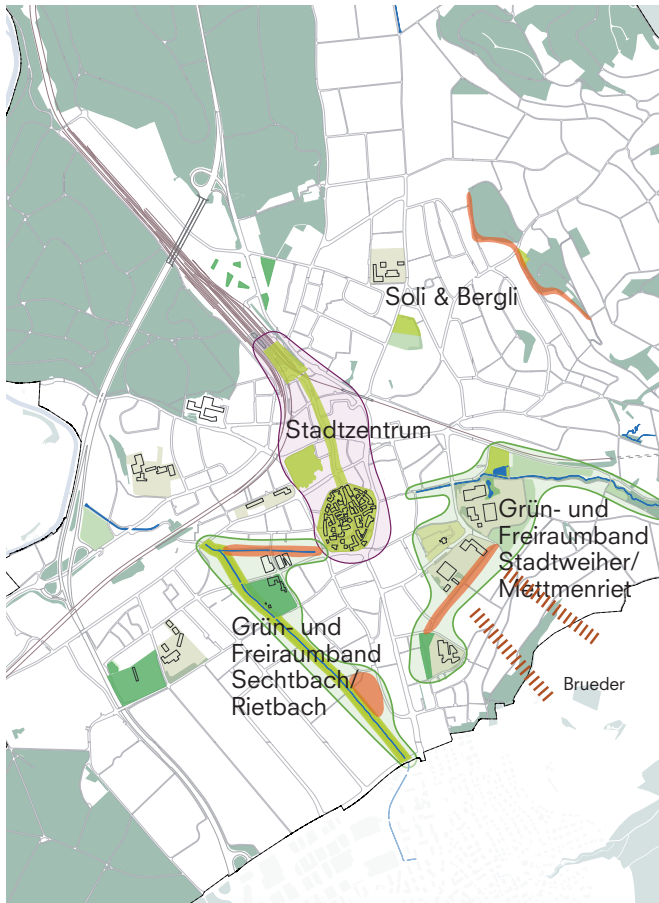 Soli & Bergli
Stadtzentrum
Grün- und
Freiraumband
Stadtweiher/
Mettmenriet
Grün- und
Freiraumband
Sechtbach/
Rietbach
Brueder